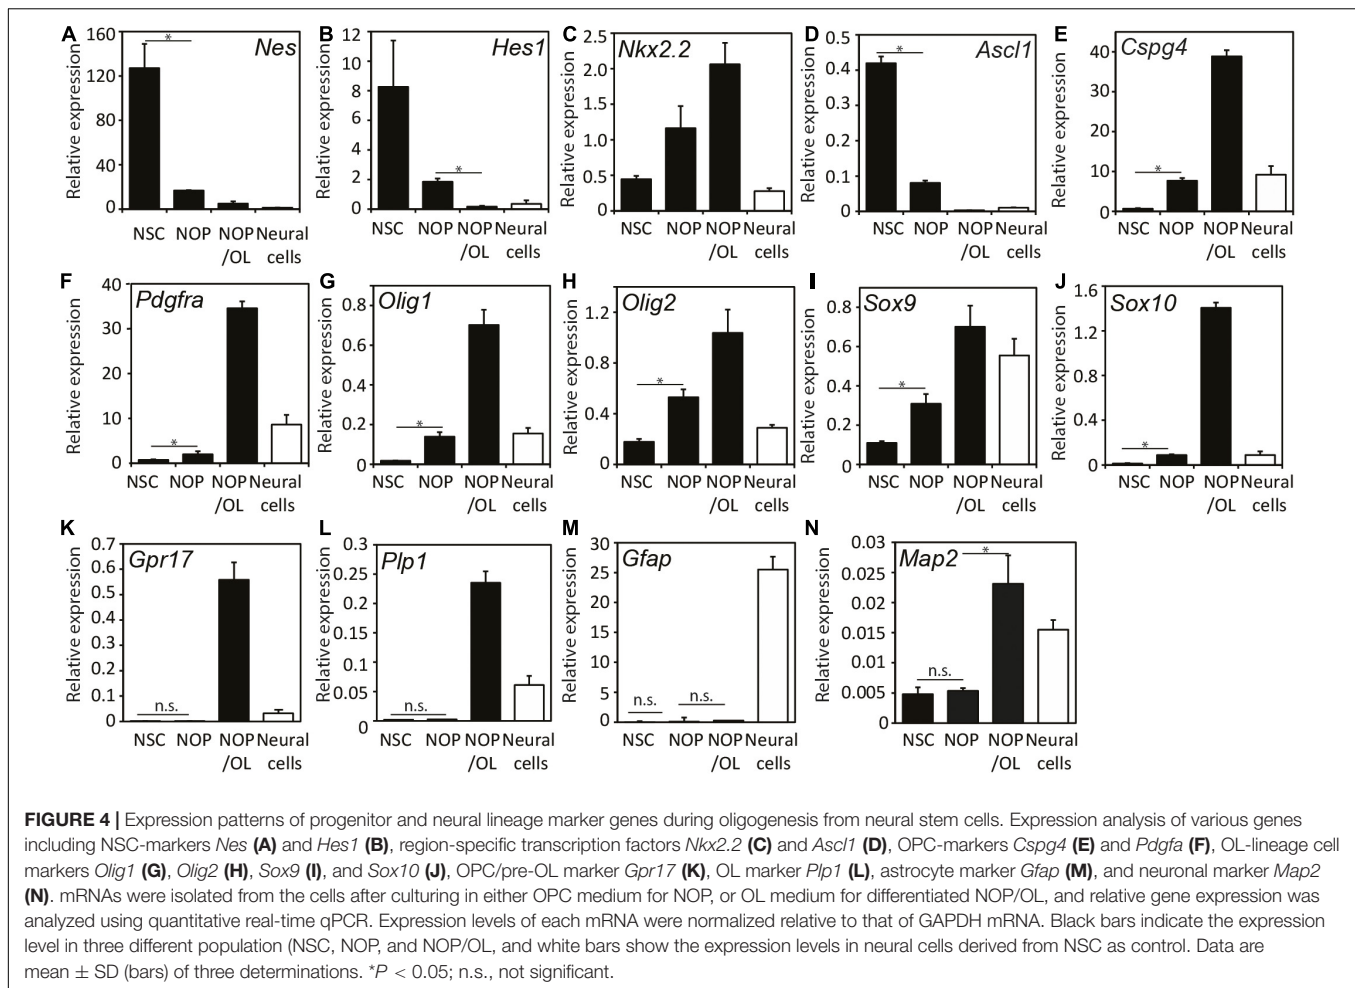 A
Relative expression
160
120
80
40
0
Nes
*
NSC NOP NOP Neural
/OL cells
B
Relative expression
12
10
8
6
4
2
0
Hes1
*
NSC NOP NOP Neural
/OL cells
C
Relative expression
2.5
2.0
1.5
1.0
0.5
0
Nkx2.2
NSC NOP NOP Neural
/OL cells
D
Relative expression
0.5
0.4
0.3
0.2
0.1
0
Ascl1
*
NSC NOP NOP Neural
/OL cells
E
Relative expression
40
30
20
10
0
Cspg4
*
NSC NOP NOP Neural
/OL cells
F
Relative expression
40
30
20
10
0
Pdgfra
*
NSC NOP NOP Neural
/OL cells
G
Relative expression
0.8
0.6
0.4
0.2
0
Olig1
*
NSC NOP NOP Neural
/OL cells
H
Relative expression
1.2
0.8
0.4
0
Olig2
*
NSC NOP NOP Neural
/OL cells
I
Relative expression
0.8
0.6
0.4
0.2
0
Sox9
*
NSC NOP NOP Neural
/OL cells
J
Relative expression
1.6
1.2
0.8
0.4
0
Sox10
*
NSC NOP NOP Neural
/OL cells
K
Relative expression
0.7
0.6
0.5
0.4
0.3
0.2
0.1
0
Gpr17
n.s.
NSC NOP NOP Neural
/OL cells
L
Relative expression
0.3
0.25
0.2
0.15
0.1
0.05
0
Plp1
n.s.
NSC NOP NOP Neural
/OL cells
M
Relative expression
30
25
20
15
10
5
0
Gfap
n.s.
n.s.
NSC NOP NOP Neural
/OL cells
N
Relative expression
0.03
0.025
0.02
0.015
0.01
0.005
0
Map2
*
n.s.
NSC NOP NOP Neural
/OL cells
FIGURE 4 | Expression patterns of progenitor and neural lineage marker genes during oligogenesis from neural stem cells. Expression analysis of various genes
including NSC-markers Nes (A) and Hes1 (B), region-specific transcription factors Nkx2.2 (C) and Ascl1 (D), OPC-markers Cspg4 (E) and Pdgfa (F), OL-lineage cell
markers Olig1 (G), Olig2 (H), Sox9 (I), and Sox10 (J), OPC/pre-OL marker Gpr17 (K), OL marker Plp1 (L), astrocyte marker Gfap (M), and neuronal marker Map2
(N). mRNAs were isolated from the cells after culturing in either OPC medium for NOP, or OL medium for differentiated NOP/OL, and relative gene expression was
analyzed using quantitative real-time qPCR. Expression levels of each mRNA were normalized relative to that of GAPDH mRNA. Black bars indicate the expression
level in three different population (NSC, NOP, and NOP/OL, and white bars show the expression levels in neural cells derived from NSC as control. Data are
mean ± SD (bars) of three determinations. *P < 0.05; n.s., not significant.